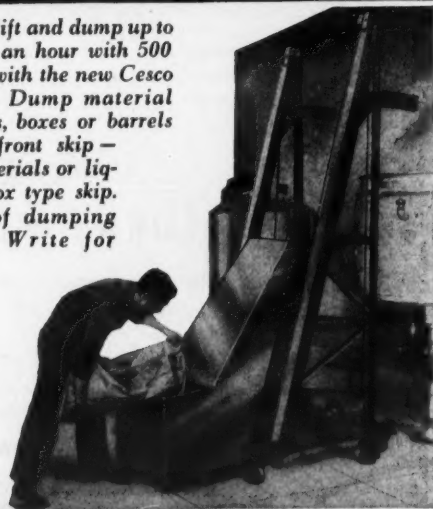 ift and dump up to
an hour with 500
with the new Cesco
Dump material
s, boxes or barrels
front skip —
erials or liq-
ox type skip.
of dumping
Write for